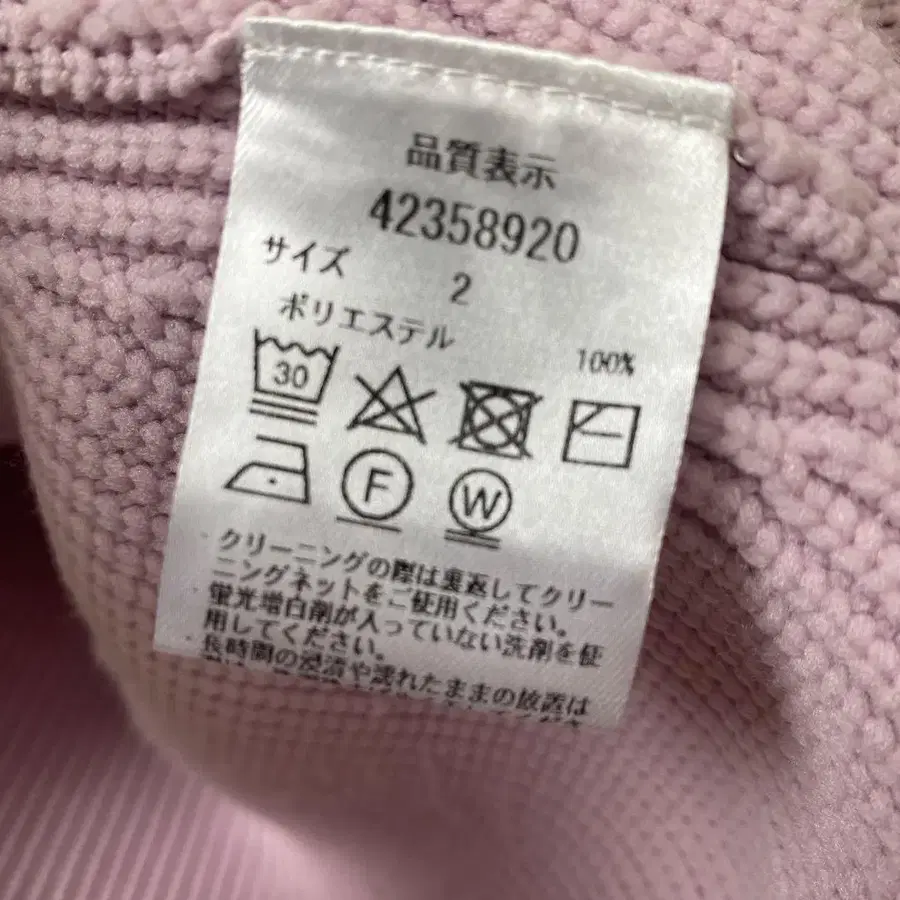 品質表示
42358920
サイズ
2
ポリエステル 100%
30
F W
・クリーニングの際は裏返してクリー
ニングネットをご使用ください。
・蛍光増白剤が入っていない洗剤を使
用してください。
・長時間の浸漬や濡れたままの放置は